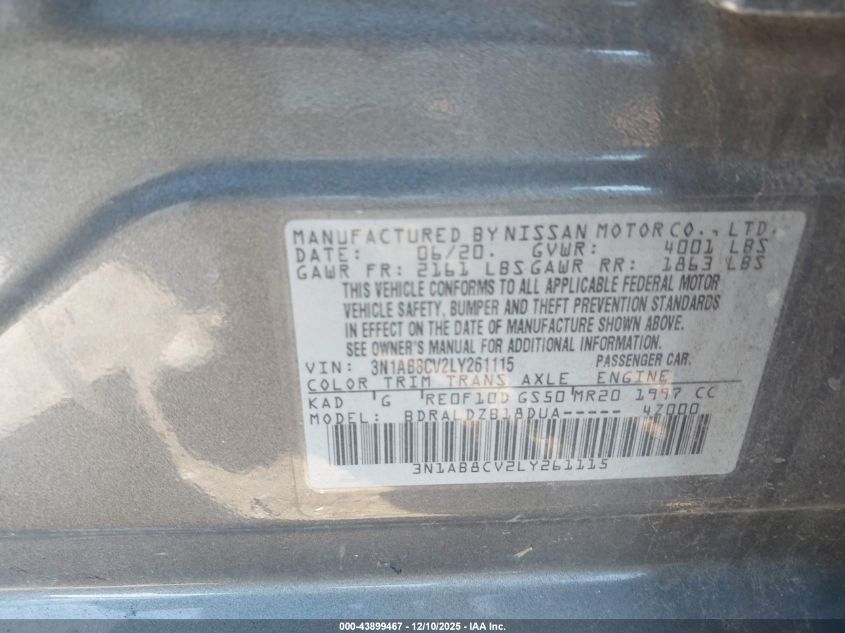 MANUFACTURED BY NISSAN MOTOR CO., LTD.
DATE: 06/20. GVWR: 4001 LBS
GAWR FR: 2161 LBS GAWR RR: 1863 LBS
THIS VEHICLE CONFORMS TO ALL APPLICABLE FEDERAL MOTOR
VEHICLE SAFETY, BUMPER AND THEFT PREVENTION STANDARDS
IN EFFECT ON THE DATE OF MANUFACTURE SHOWN ABOVE.
SEE OWNER'S MANUAL FOR ADDITIONAL INFORMATION.
VIN: 3N1AB8CV2LY261115 PASSENGER CAR.
COLOR TRIM TRANS AXLE ENGINE
KAD G RE0F10D GS50 MR20 1997 CC
MODEL: BDRALDZB18DUA----- 4Z000
3N1AB8CV2LY261115
000-43899467 — 12/10/2025 — IAA Inc.